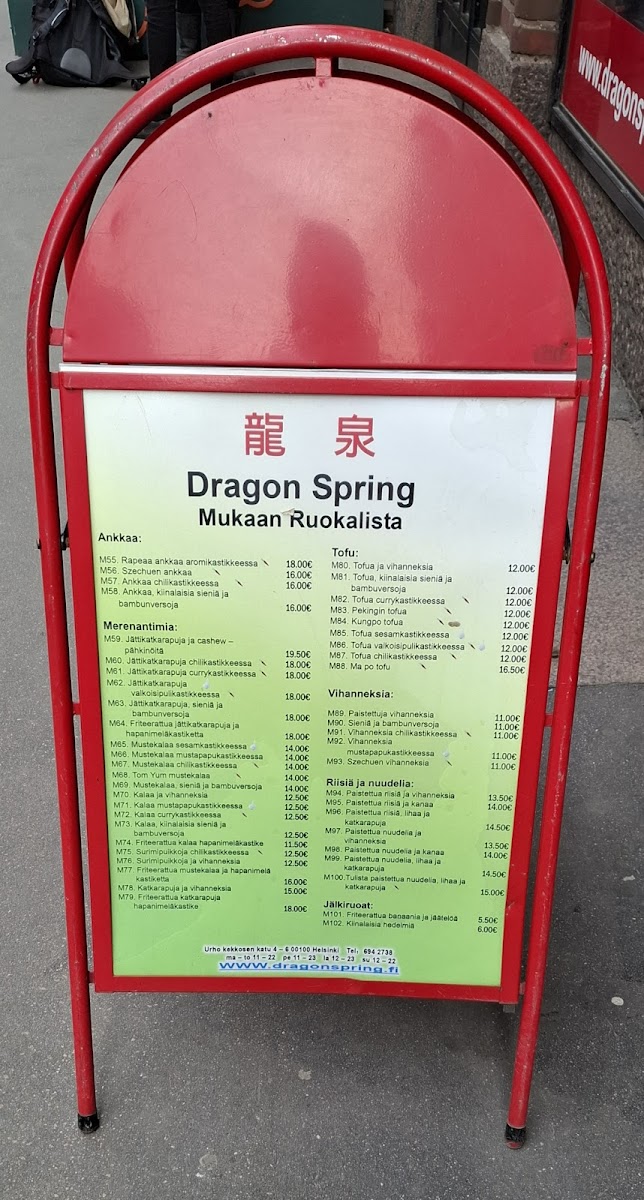 www.dragonsp
龍 泉
Dragon Spring
Mukaan Ruokalista
Ankkaa:
M55. Rapeaa ankkaa aromikastikkeessa 18.00€
M56. Szechuen ankkaa 16.00€
M57. Ankkaa chilikastikkeessa 16.00€
M58. Ankkaa, kiinalaisia sieniä ja
bambunversoja 16.00€
Merenantimia:
M59. Jättikatkarapuja ja cashew –
pähkinöitä 19.50€
M60. Jättikatkarapuja chilikastikkeessa 18.00€
M61. Jättikatkarapuja currykastikkeessa 18.00€
M62. Jättikatkarapuja
valkoisipulikastikkeessa 18.00€
M63. Jättikatkarapuja, sieniä ja
bambunversoja 18.00€
M64. Friteerattua jättikatkarapuja ja
hapanimeläkastiketta 18.00€
M65. Mustekalaa sesamkastikkeessa 14.00€
M66. Mustekalaa mustapapukastikkeessa 14.00€
M67. Mustekalaa chilikastikkeessa 14.00€
M68. Tom Yum mustekalaa 14.00€
M69. Mustekalaa, sieniä ja bambunversoja 14.00€
M70. Kalaa ja vihanneksia 12.50€
M71. Kalaa mustapapukastikkeessa 12.50€
M72. Kalaa currykastikkeessa 12.50€
M73. Kalaa, kiinalaisia sieniä ja
bambunversoja 12.50€
M74. Friteerattua kalaa hapanimeläkastike 11.50€
M75. Surimipuikkoja chilikastikkeessa 12.50€
M76. Surimipuikkoja ja vihanneksia 12.50€
M77. Friteerattua mustekalaa ja hapanimelä
kastiketta 16.00€
M78. Katkarapuja ja vihanneksia 15.00€
M79. Friteerattua katkarapuja
hapanimeläkastike 18.00€
Tofu:
M80. Tofua ja vihanneksia 12.00€
M81. Tofua, kiinalaisia sieniä ja
bambuversoja 12.00€
M82. Tofua currykastikkeessa 12.00€
M83. Pekingin tofua 12.00€
M84. Kungpo tofua 12.00€
M85. Tofua sesamkastikkeessa 12.00€
M86. Tofua valkoisipulikastikkeessa 12.00€
M87. Tofua chilikastikkeessa 12.00€
M88. Ma po tofu 16.50€
Vihanneksia:
M89. Paistettuja vihanneksia 11.00€
M90. Sieniä ja bambunversoja 11.00€
M91. Vihanneksia chilikastikkeessa 11.00€
M92. Vihanneksia
mustapapukastikkeessa 11.00€
M93. Szechuen vihanneksia 11.00€
Riisiä ja nuudelia:
M94. Paistettua riisiä ja vihanneksia 13.50€
M95. Paistettua riisiä ja kanaa 14.00€
M96. Paistettua riisiä, lihaa ja
katkarapuja 14.50€
M97. Paistettua nuudelia ja
vihanneksia 13.50€
M98. Paistettua nuudelia ja kanaa 14.00€
M99. Paistettua nuudelia, lihaa ja
katkarapuja 14.50€
M100. Tulista paistettua nuudelia, lihaa ja
katkarapuja 15.00€
Jälkiruoat:
M101. Friteerattua banaania ja jäätelöä 5.50€
M102. Kiinalaisia hedelmiä 6.00€
Urho kekkosen katu 4 – 6 00100 Helsinki Tel. 694 2738
ma – to 11 – 22 pe 11 – 23 la 12 – 23 su 12 – 22
www.dragonspring.fi